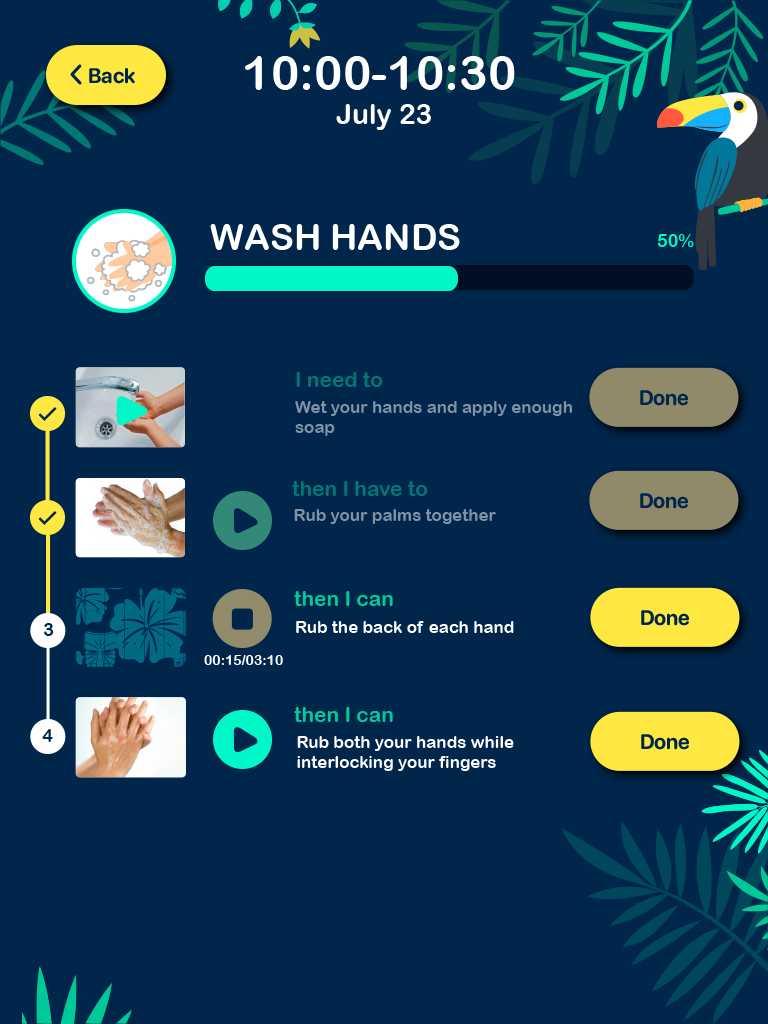 Back
10:00-10:30
July 23
WASH HANDS
50%
I need to
Wet your hands and apply enough
soap
Done
then I have to
Rub your palms together
Done
3
then I can
Rub the back of each hand
00:15/03:10
Done
4
then I can
Rub both your hands while
interlocking your fingers
Done